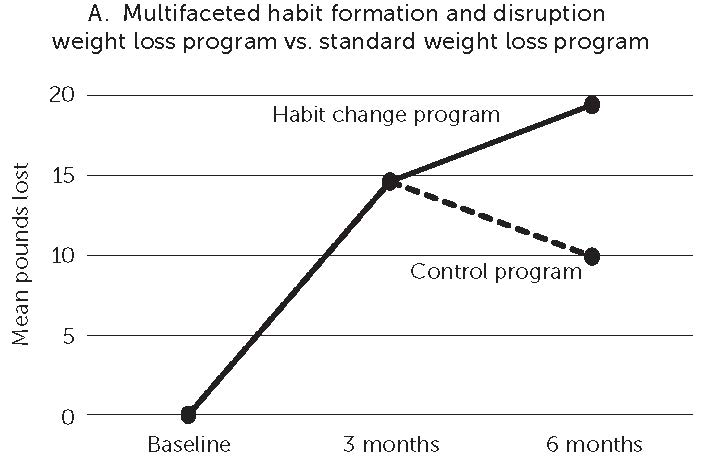 A. Multifaceted habit formation and disruption
weight loss program vs. standard weight loss program
20
Habit change program
15
10
Control program
5
0
Mean pounds lost
Baseline
3 months
6 months